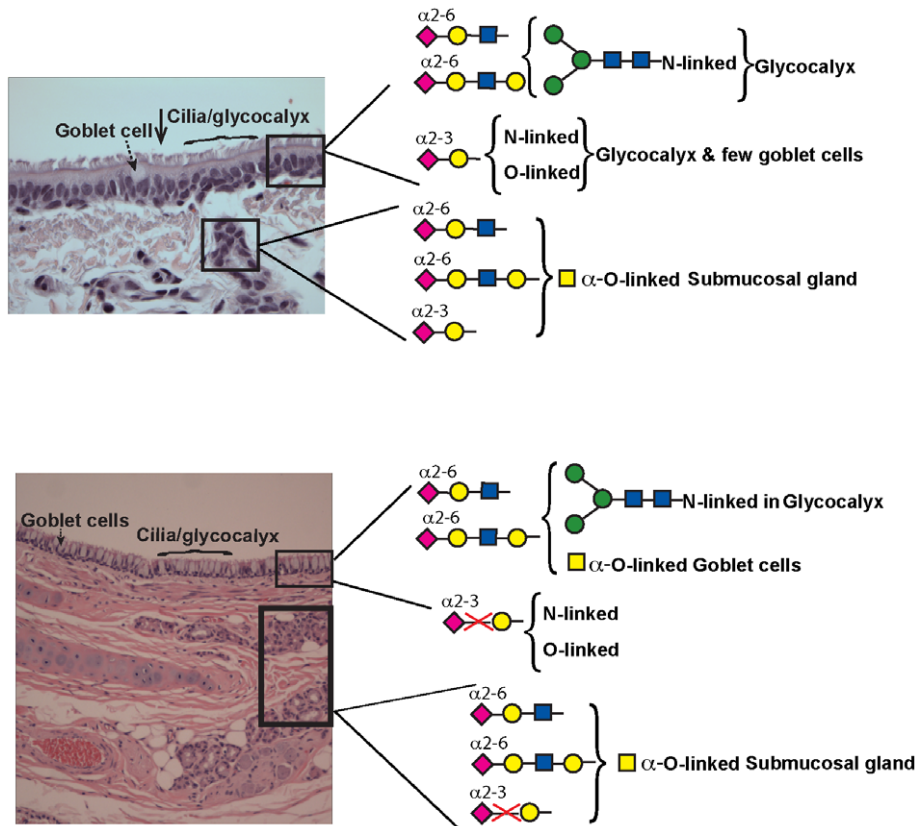 α2-6
α2-6
N-linked
Glycocalyx
Cilia/glycocalyx
Goblet cell
α2-3
N-linked
O-linked
Glycocalyx & few goblet cells
α2-6
α2-6
α-O-linked Submucosal gland
α2-3
α2-6
α2-6
N-linked in Glycocalyx
Goblet cells
Cilia/glycocalyx
α-O-linked Goblet cells
α2-3
N-linked
O-linked
α2-6
α2-6
α-O-linked Submucosal gland
α2-3